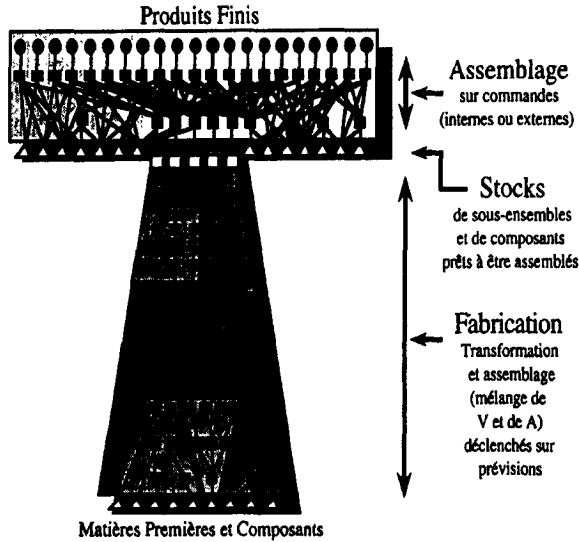 Produits Finis
Assemblage
sur commandes
(internes ou externes)
Stocks
de sous-ensembles
et de composants
prêts à être assemblés
Fabrication
Transformation
et assemblage
(mélange de
V et de A)
déclenchés sur
prévisions
Matières Premières et Composants